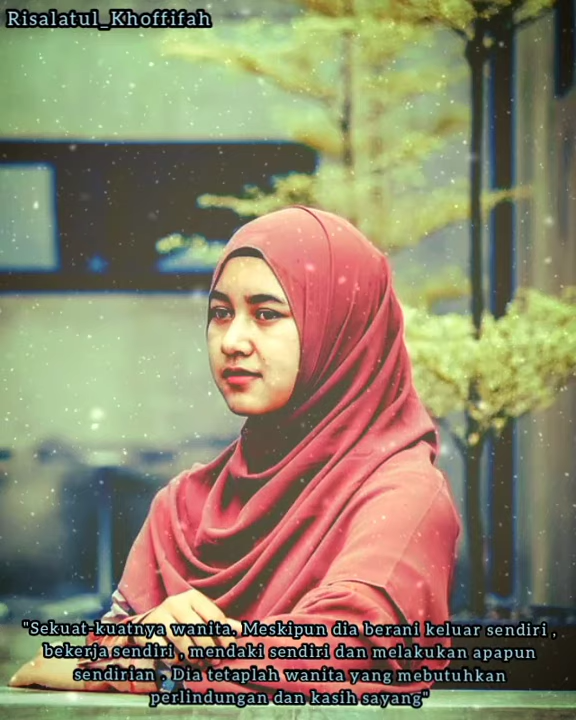 Risalatul_Khoffifah
"Sekuat-kuatnya wanita. Meskipun dia berani keluar sendiri ,
bekerja sendiri , mendaki sendiri dan melakukan apapun
sendirian . Dia tetaplah wanita yang mebutuhkan
perlindungan dan kasih sayang"